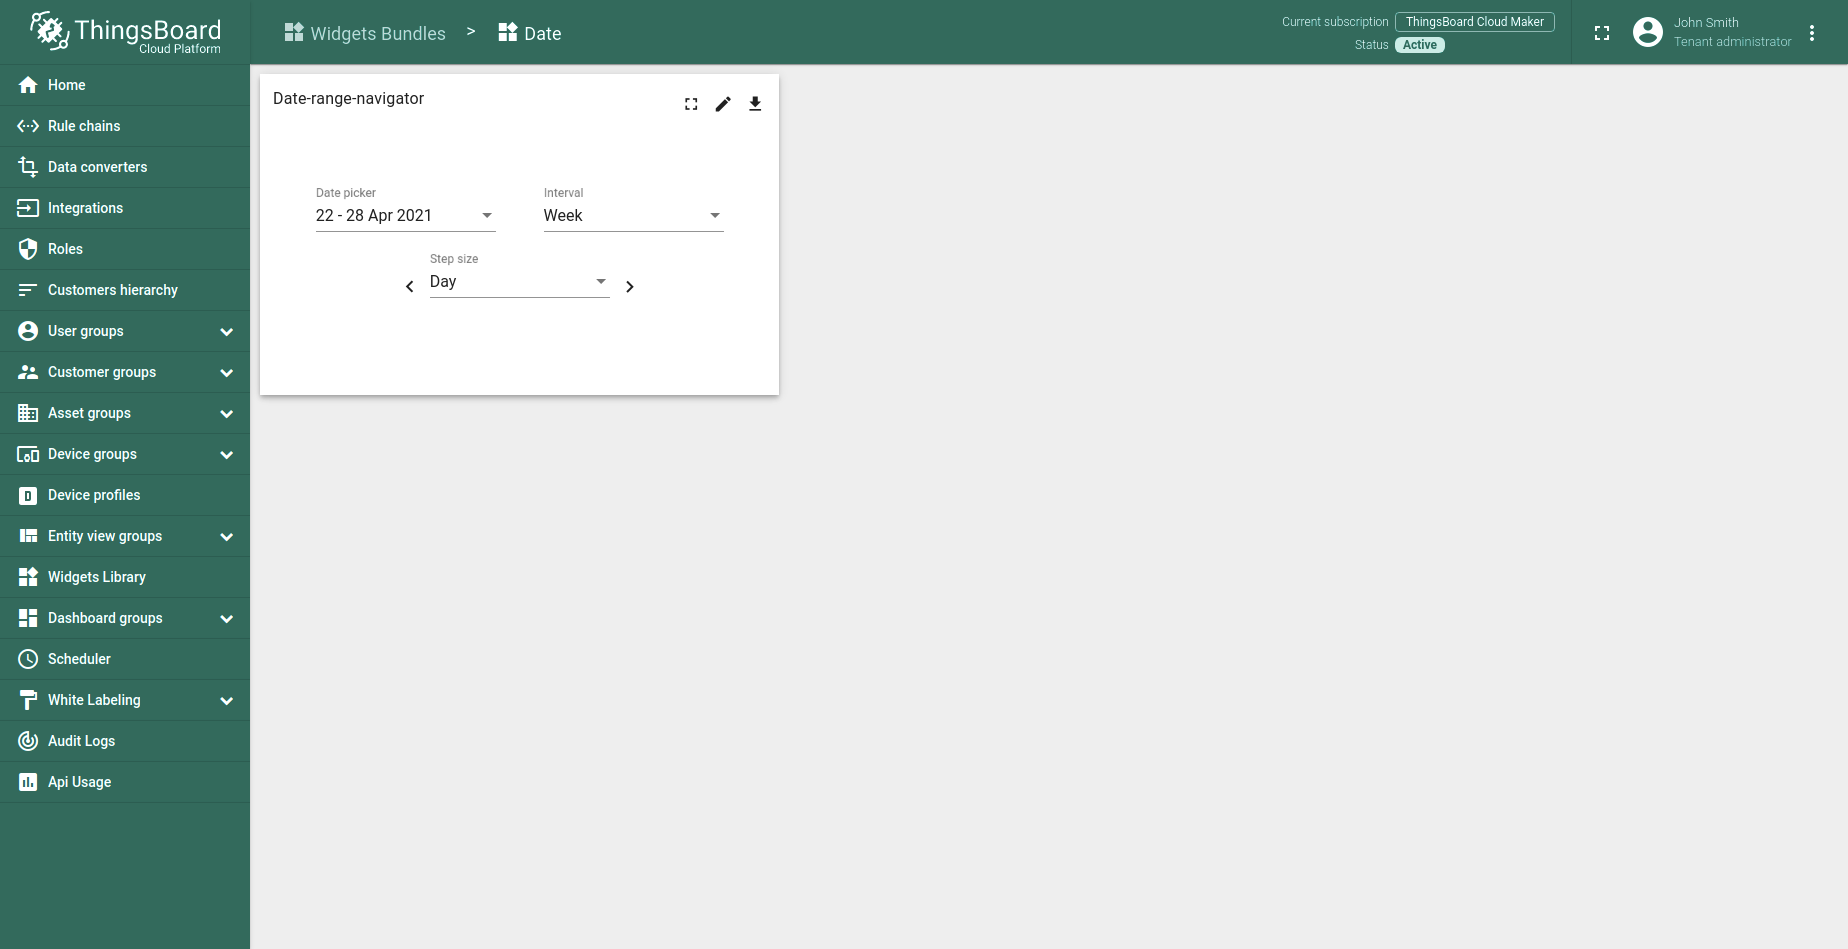 ThingsBoard
Cloud Platform
Widgets Bundles > Date
Current subscription ThingsBoard Cloud Maker
Status Active
John Smith
Tenant administrator
Home
Rule chains
Data converters
Integrations
Roles
Customers hierarchy
User groups
Customer groups
Asset groups
Device groups
Device profiles
Entity view groups
Widgets Library
Dashboard groups
Scheduler
White Labeling
Audit Logs
Api Usage
Date-range-navigator
Date picker Interval
22 - 28 Apr 2021 Week
Step size
Day